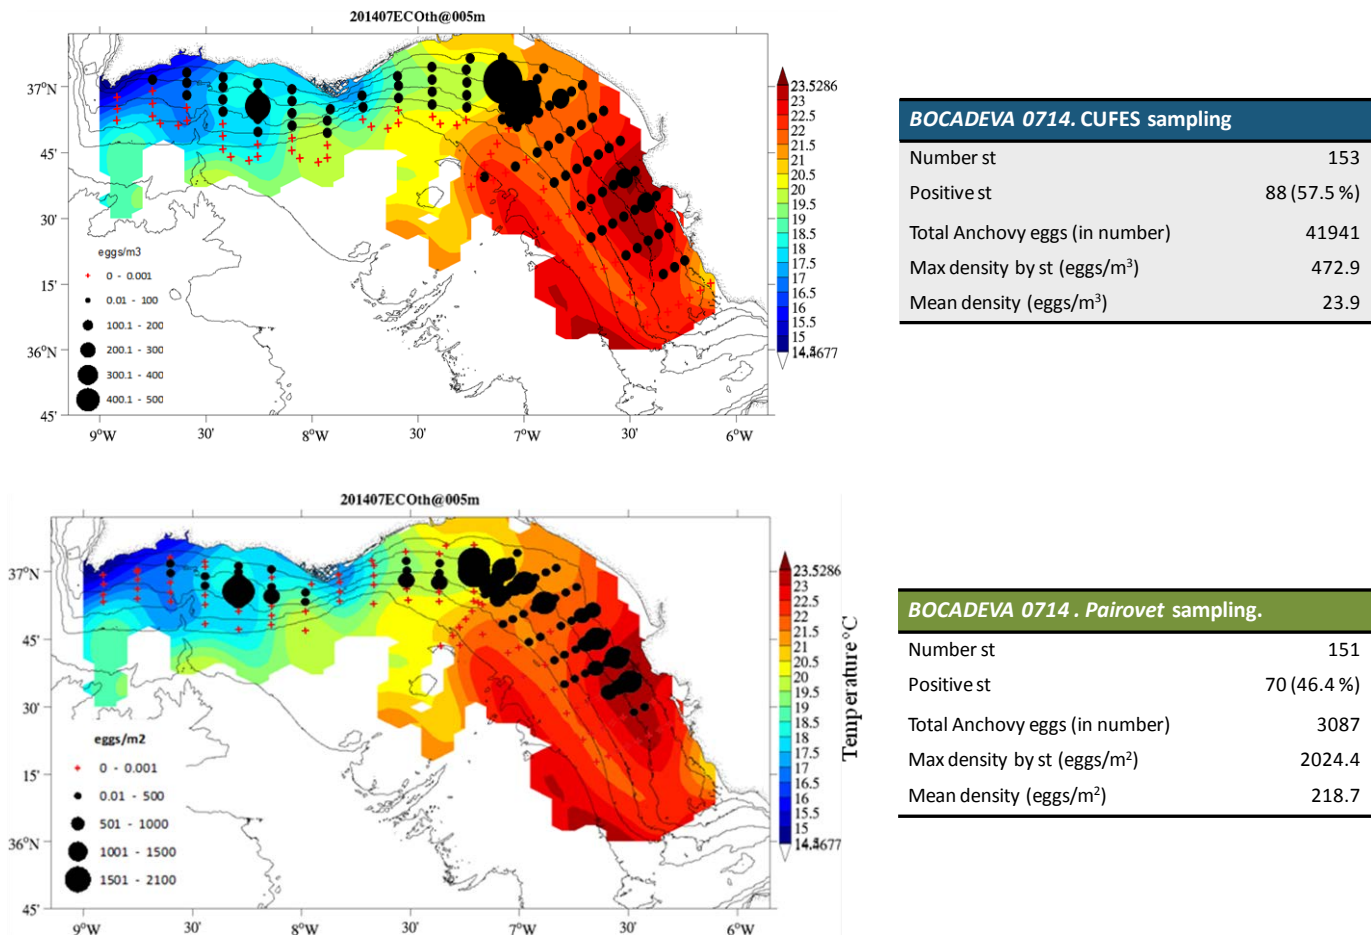 201407ECOth@005m
37°N
45'
30'
15'
36°N
45'
9°W
30'
8°W
30'
7°W
30'
6°W
eggs/m3
0 - 0.001
0.01 - 100
100.1 - 200
200.1 - 300
300.1 - 400
400.1 - 500
23.5286
23
22.5
22
21.5
21
20.5
20
19.5
19
18.5
18
17.5
17
16.5
16
15.5
15
BOCADEVA 0714. CUFES sampling
Number st 153
Positive st 88 (57.5 %)
Total Anchovy eggs (in number) 41941
Max density by st (eggs/m³) 472.9
Mean density (eggs/m³) 23.9
201407ECOth@005m
37°N
45'
30'
15'
36°N
45'
9°W
30'
8°W
30'
7°W
30'
6°W
eggs/m2
0 - 0.001
0.01 - 500
501 - 1000
1001 - 1500
1501 - 2100
23.5286
23
22.5
22
21.5
21
20.5
20
19.5
19
18.5
18
17.5
17
16.5
16
15.5
15
Temperature°C
BOCADEVA 0714 . Pairovet sampling.
Number st 151
Positive st 70 (46.4 %)
Total Anchovy eggs (in number) 3087
Max density by st (eggs/m²) 2024.4
Mean density (eggs/m²) 218.7